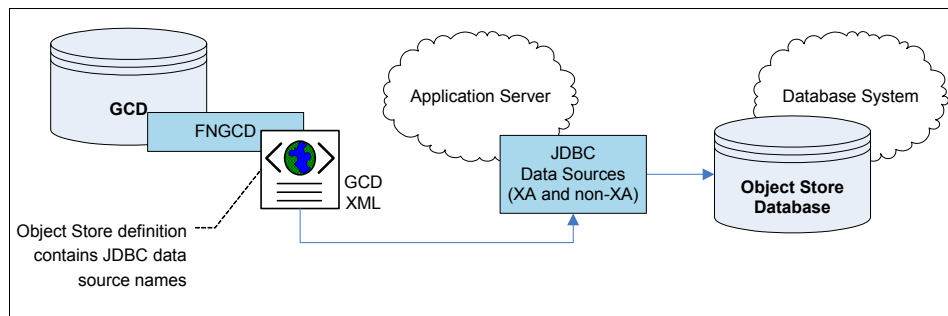 GCD
FNGCD
GCD
XML
Object Store definition
contains JDBC data
source names
Application Server
JDBC
Data Sources
(XA and non-XA)
Database System
Object Store
Database